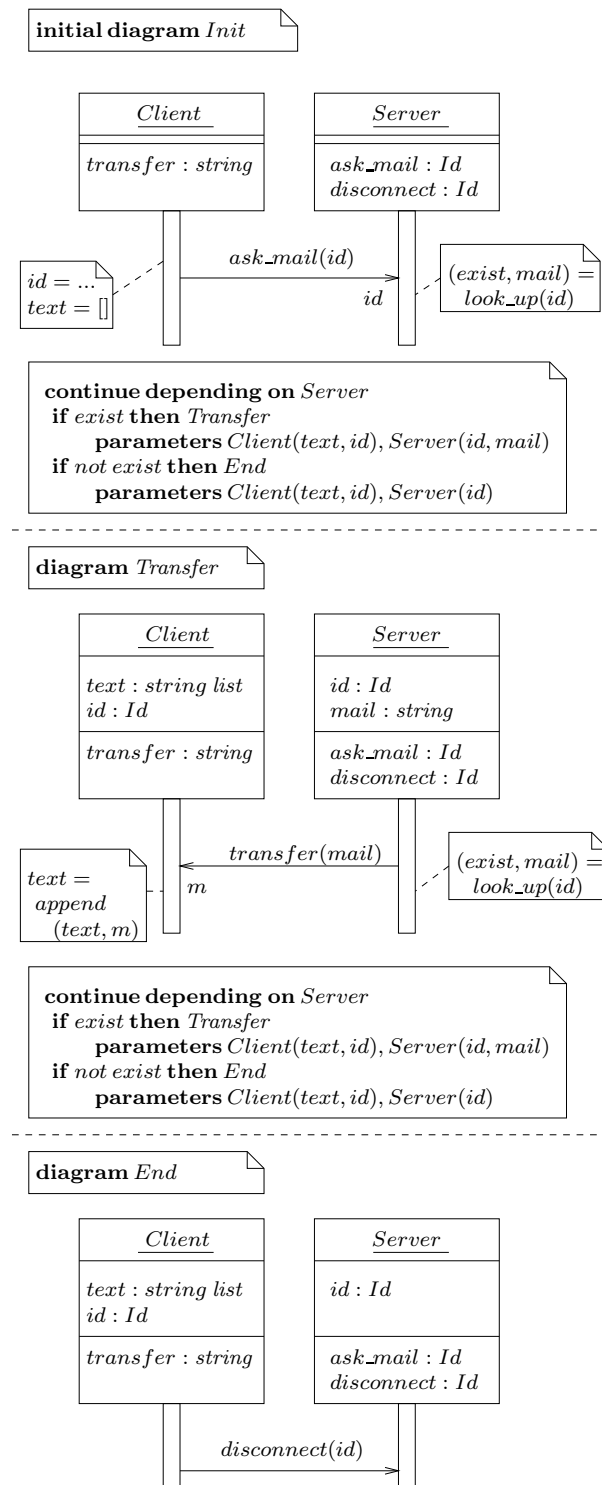 initial diagram Init
Client
Server
transfer : string
ask_mail : Id
disconnect : Id
id = ...
text = []
ask_mail(id)
id
(exist, mail) =
look_up(id)
continue depending on Server
if exist then Transfer
parameters Client(text, id), Server(id, mail)
if not exist then End
parameters Client(text, id), Server(id)
diagram Transfer
Client
Server
text : string list
id : Id
id : Id
mail : string
transfer : string
ask_mail : Id
disconnect : Id
text =
append
(text, m)
transfer(mail)
m
(exist, mail) =
look_up(id)
continue depending on Server
if exist then Transfer
parameters Client(text, id), Server(id, mail)
if not exist then End
parameters Client(text, id), Server(id)
diagram End
Client
Server
text : string list
id : Id
id : Id
transfer : string
ask_mail : Id
disconnect : Id
disconnect(id)